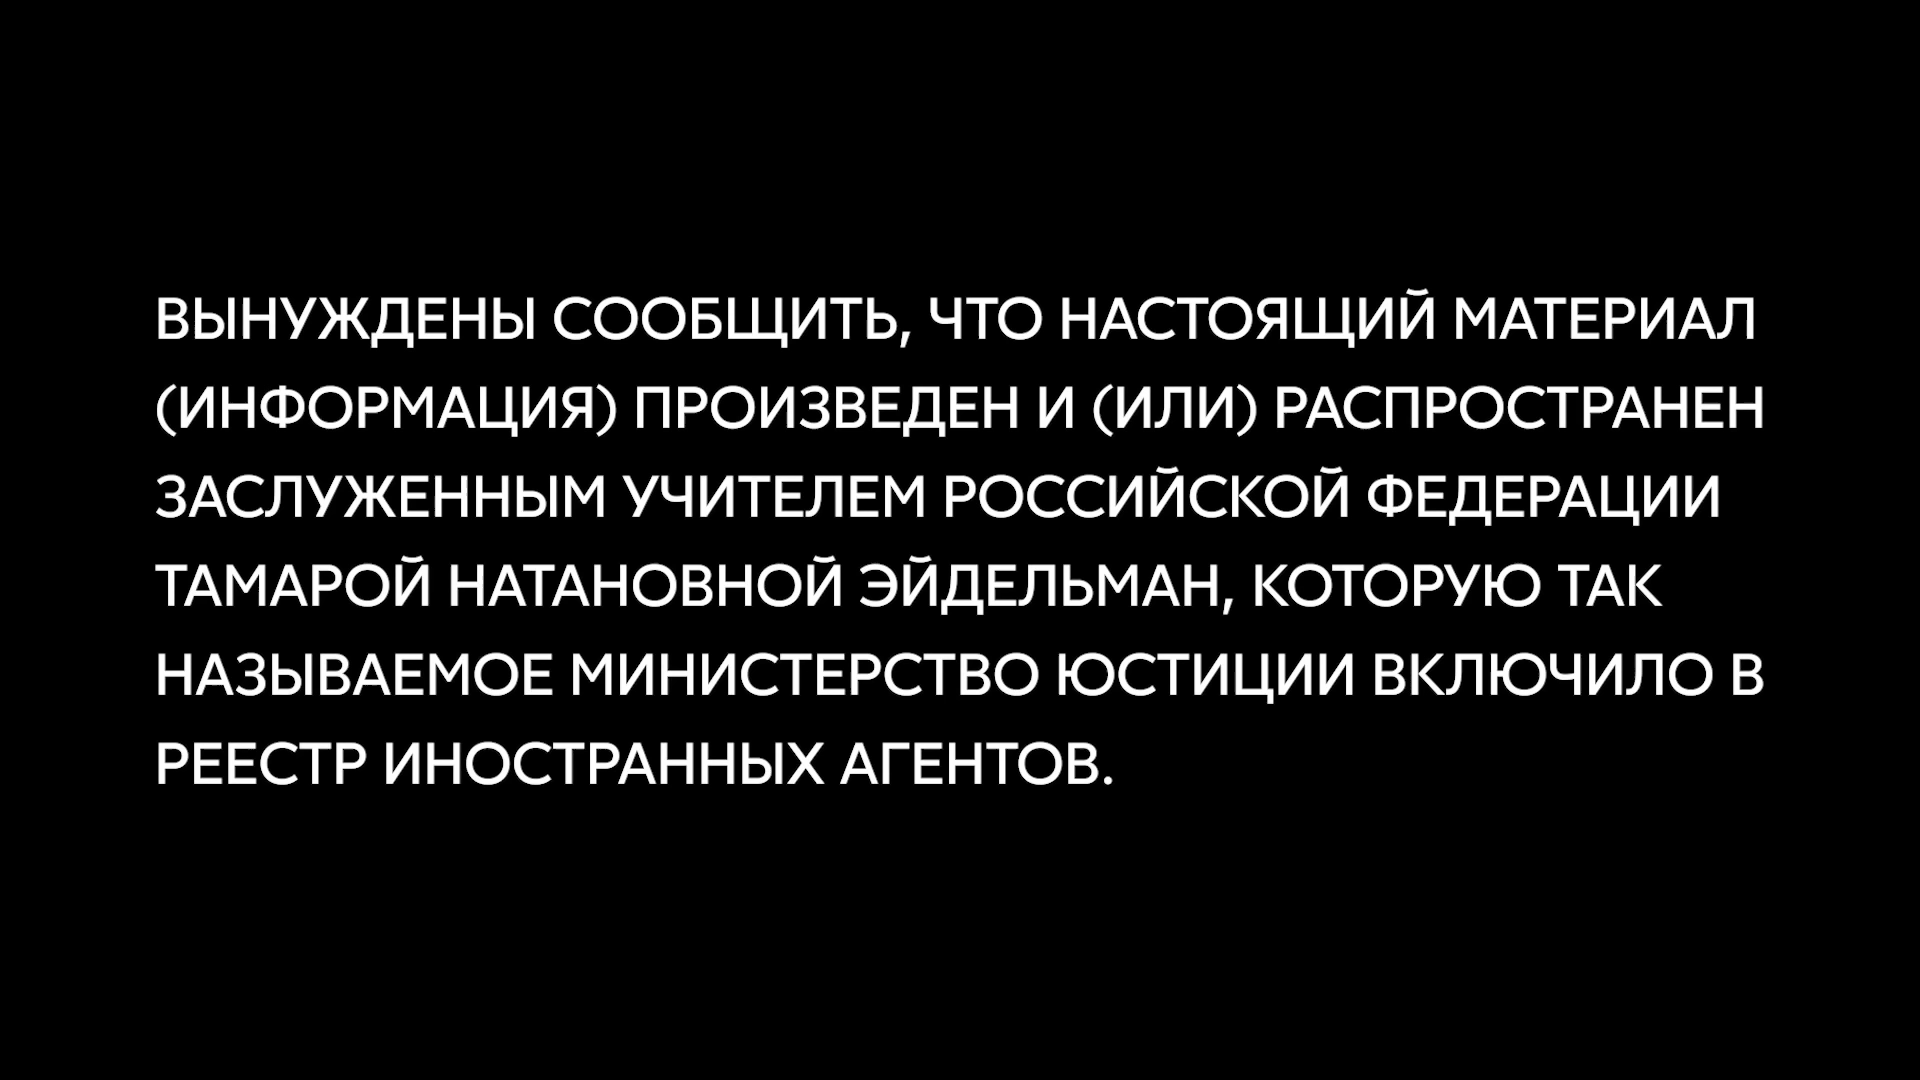 ВЫНУЖДЕНЫ СООБЩИТЬ, ЧТО НАСТОЯЩИЙ МАТЕРИАЛ
(ИНФОРМАЦИЯ) ПРОИЗВЕДЕН И (ИЛИ) РАСПРОСТРАНЕН
ЗАСЛУЖЕННЫМ УЧИТЕЛЕМ РОССИЙСКОЙ ФЕДЕРАЦИИ
ТАМАРОЙ НАТАНОВНОЙ ЭЙДЕЛЬМАН, КОТОРУЮ ТАК
НАЗЫВАЕМОЕ МИНИСТЕРСТВО ЮСТИЦИИ ВКЛЮЧИЛО В
РЕЕСТР ИНОСТРАННЫХ АГЕНТОВ.